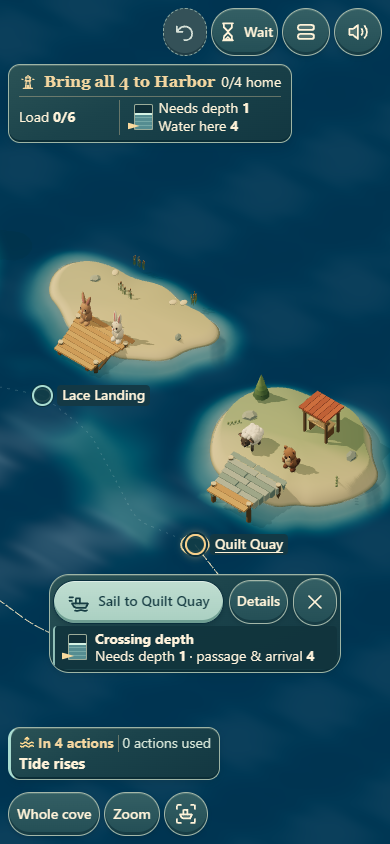 Wait
Bring all 4 to Harbor 0/4 home
Load 0/6
Needs depth 1
Water here 4
Lace Landing
Quilt Quay
Sail to Quilt Quay
Details
Crossing depth
Needs depth 1 · passage & arrival 4
In 4 actions 0 actions used
Tide rises
Whole cove
Zoom